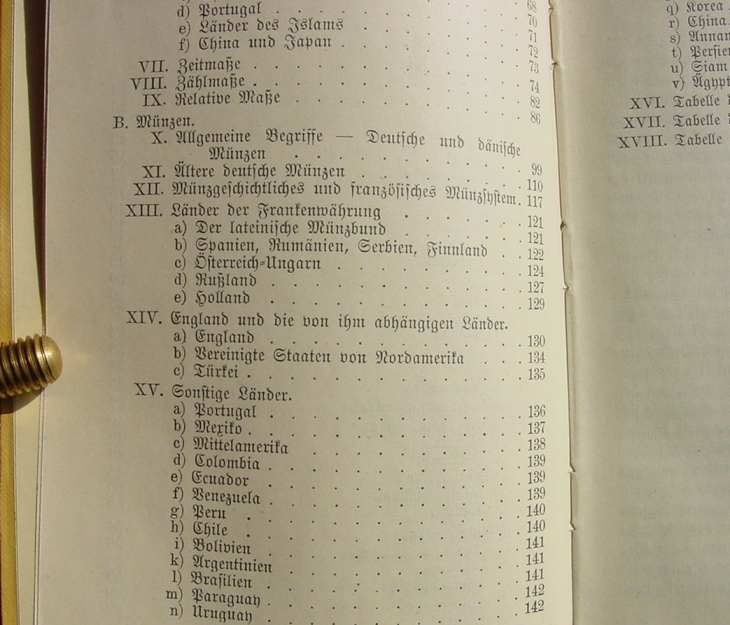 d) Portugal . . . . . . . . . 68
e) Länder des Islams . . . . . . 70
f) China und Japan . . . . . . 71
72
VII. Zeitmaße . . . . . . . . . 73
VIII. Zählmaße . . . . . . . . . 74
IX. Relative Maße . . . . . . . . 82
86
B. Münzen.
X. Allgemeine Begriffe — Deutsche und dänische
Münzen . . . . . . . . . 99
XI. Ältere deutsche Münzen . . . . . . 110
XII. Münzgeschichtliches und französisches Münzsystem. 117
XIII. Länder der Frankenwährung . . . . . 121
a) Der lateinische Münzbund . . . . . 121
b) Spanien, Rumänien, Serbien, Finnland . . 122
c) Österreich-Ungarn . . . . . . . 124
d) Rußland . . . . . . . . . 127
e) Holland . . . . . . . . . 129
XIV. England und die von ihm abhängigen Länder.
a) England . . . . . . . . . 130
b) Vereinigte Staaten von Nordamerika . . . 134
c) Türkei . . . . . . . . . . 135
XV. Sonstige Länder.
a) Portugal . . . . . . . . . 136
b) Mexiko . . . . . . . . . . 137
c) Mittelamerika . . . . . . . . 138
d) Colombia . . . . . . . . . 139
e) Ecuador . . . . . . . . . 139
f) Venezuela . . . . . . . . . 139
g) Peru . . . . . . . . . . 140
h) Chile . . . . . . . . . . 140
i) Bolivien . . . . . . . . . 141
k) Argentinien . . . . . . . . 141
l) Brasilien . . . . . . . . . 141
m) Paraguay . . . . . . . . . 142
n) Uruguay . . . . . . . . . 142
q) Korea
r) China
s) Annam
t) Persien
u) Siam
v) Ägypt
XVI. Tabelle
XVII. Tabelle
XVIII. Tabelle